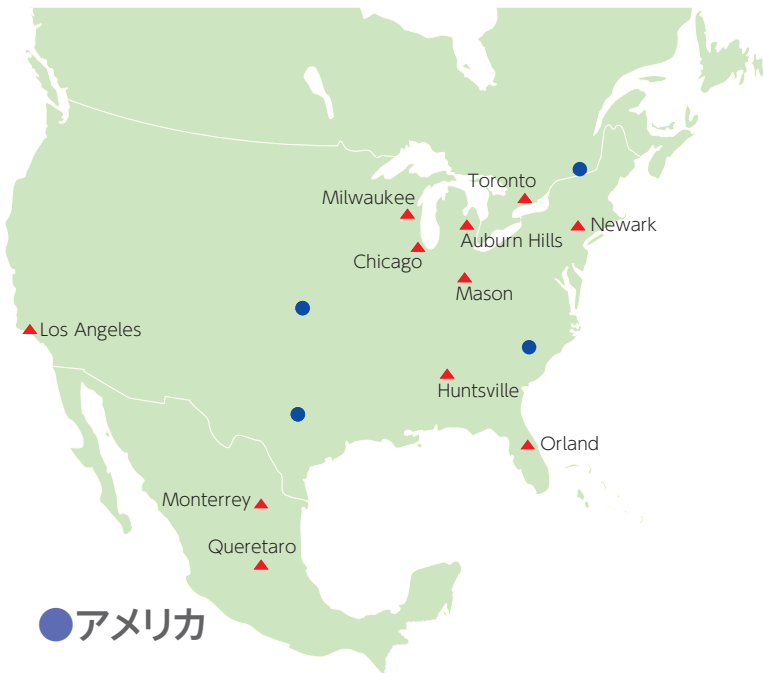 Toronto
Milwaukee
Newark
Auburn Hills
Chicago
Mason
Los Angeles
Huntsville
Orland
Monterrey
Queretaro
アメリカ